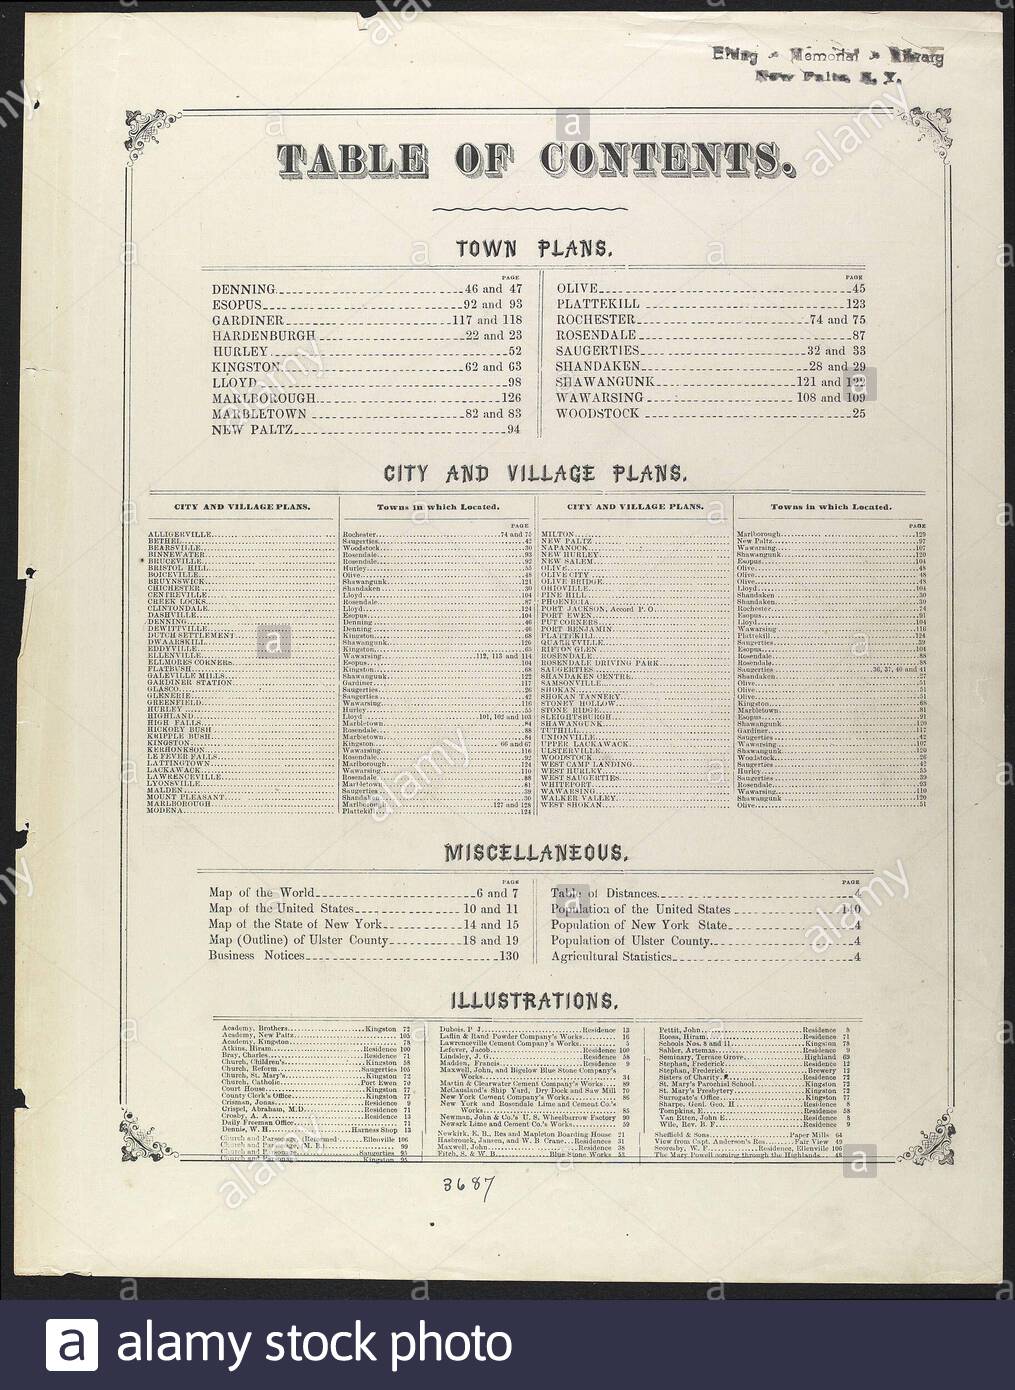 Elting Memorial Library
New Paltz, N. Y.
TABLE OF CONTENTS.
TOWN PLANS.
PAGE
DENNING 46 and 47
ESOPUS 92 and 93
GARDINER 117 and 118
HARDENBURGH 22 and 23
HURLEY 52
KINGSTON 62 and 63
LLOYD 98
MARLBOROUGH 126
MARBLETOWN 82 and 83
NEW PALTZ 94
PAGE
OLIVE 45
PLATTEKILL 123
ROCHESTER 74 and 75
ROSENDALE 87
SAUGERTIES 32 and 33
SHANDAKEN 28 and 29
SHAWANGUNK 121 and 122
WAWARSING 108 and 109
WOODSTOCK 25
CITY AND VILLAGE PLANS.
CITY AND VILLAGE PLANS. Towns in which Located.
PAGE
ALLIGERVILLE Rochester 74 and 75
BETHEL Saugerties 42
BEARSVILLE Woodstock 30
BINNEWATER Rosendale 93
BRUCEVILLE Rosendale 92
BRISTOL HILL Hurley 55
BOICEVILLE Olive 48
BRUYNSWICK Shawangunk 121
CHICHESTER Shandaken 30
CENTREVILLE Lloyd 104
CREEK LOCKS Rosendale 87
CLINTONDALE Lloyd 124
DASHVILLE Esopus 104
DENNING Denning 46
DEWITTVILLE Denning 46
DUTCH SETTLEMENT Kingston 68
DWAARSKILL Shawangunk 126
EDDYVILLE Kingston 65
ELLENVILLE Wawarsing 112, 113 and 114
ELLMORES CORNERS Esopus 104
FLATBUSH Kingston 68
GALEVILLE MILLS Shawangunk 122
GARDINER STATION Gardiner 117
GLASCO Saugerties 26
GLENERIE Saugerties 42
GREENFIELD Wawarsing 116
HURLEY Hurley 55
HIGHLAND Lloyd 101, 102 and 103
HIGH FALLS Marbletown 84
HICKORY BUSH Rosendale 88
KRIPPLE BUSH Marbletown 84
KINGSTON Kingston 66 and 67
KERHONKSON Wawarsing 116
LE FEVER FALLS Rosendale 92
LATTINGTOWN Marlborough 124
LACKAWACK Wawarsing 110
LAWRENCEVILLE Rosendale 88
LYONSVILLE Marbletown 81
MALDEN Saugerties 39
MOUNT PLEASANT Shandaken 30
MARLBOROUGH Marlborough 127 and 128
MODENA Plattekill 124
CITY AND VILLAGE PLANS. Towns in which Located.
PAGE
MILTON Marlborough 129
NEW PALTZ New Paltz 97
NAPANOCK Wawarsing 107
NEW HURLEY Shawangunk 120
NEW SALEM Esopus 104
OLIVE Olive 48
OLIVE CITY Olive 48
OLIVE BRIDGE Olive 48
OHIOVILLE Lloyd 104
PINE HILL Shandaken 30
PHOENECIA Shandaken 30
PORT JACKSON, Accord P. O. Rochester 74
PORT EWEN Esopus 91
PUT CORNERS Lloyd 104
PORT BENJAMIN Wawarsing 116
PLATTEKILL Plattekill 124
QUARRYVILLE Saugerties 39
RIFTON GLEN Esopus 104
ROSENDALE Rosendale 88
ROSENDALE DRIVING PARK Rosendale 88
SAUGERTIES Saugerties 36, 37, 40 and 41
SHANDAKEN CENTRE Shandaken 27
SAMSONVILLE Olive 51
SHOKAN Olive 51
SHOKAN TANNERY Olive 51
STONEY HOLLOW Kingston 68
STONE RIDGE Marbletown 81
SLEIGHTSBURGH Esopus 91
SHAWANGUNK Shawangunk 120
TUTHILL Gardiner 117
UNIONVILLE Saugerties 42
UPPER LACKAWACK Wawarsing 107
ULSTERVILLE Shawangunk 120
WOODSTOCK Woodstock 26
WEST CAMP LANDING Saugerties 42
WEST HURLEY Hurley 55
WEST SAUGERTIES Saugerties 39
WHITEPORT Rosendale 93
WAWARSING Wawarsing 110
WALKER VALLEY Shawangunk 120
WEST SHOKAN Olive 51
MISCELLANEOUS.
PAGE
Map of the World 6 and 7
Map of the United States 10 and 11
Map of the State of New York 14 and 15
Map (Outline) of Ulster County 18 and 19
Business Notices 130
PAGE
Table of Distances 4
Population of the United States 140
Population of New York State 4
Population of Ulster County 4
Agricultural Statistics 4
ILLUSTRATIONS.
Academy, Brothers Kingston 72
Academy, New Paltz 105
Academy, Kingston 78
Atkins, Hiram Residence 100
Bray, Charles Residence 71
Church, Children's Kingston 58
Church, Reform Saugerties 105
Church, St. Mary's Kingston 72
Church, Catholic Port Ewen 70
Court House Kingston 77
County Clerk's Office Kingston 77
Crisman, Jonas Residence 9
Crispel, Abraham, M.D. Residence 71
Crosby, A. A. Residence 13
Daily Freeman Office 71
Dennis, W. H. Harness Shop 13
Church and Parsonage (Reformed) Ellenville 106
Church and Parsonage, M. E.) 99
Church and Parsonage Saugerties 95
Church and Parsonage Kingston 95
Dubois, P. J. Residence 13
Laflin & Rand Powder Company's Works 16
Lawrenceville Cement Company's Works 5
Lefever, Jacob Residence 100
Lindsley, J. G. Residence 58
Madden, Francis Residence 9
Maxwell, John, and Bigelow Blue Stone Company's
Works 34
Martin & Clearwater Cement Company's Works 89
McCausland's Ship Yard, Dry Dock and Saw Mill 70
New York Cement Company's Works 86
New York and Rosendale Lime and Cement Co.'s
Works 85
Newman, John & Co.'s U. S. Wheelbarrow Factory 90
Newark Lime and Cement Co.'s Works 59
Newkirk, E. B., Res and Mapleton Boarding House 21
Hasbrouck, Jansen, and W. B. Crane Residence 31
Maxwell, John Residence 38
Fitch, S. & W. B. Blue Stone Works 53
Pettit, John Residence 8
Roosa, Hiram Residence 71
Schools Nos. 8 and 11 Kingston 78
Sahler, Artemas Residence 9
Seminary, Terrace Grove Highland 69
Stephan, Frederick Residence 12
Stephan, Frederick Brewery 12
Sisters of Charity Residence 72
St. Mary's Parochial School Kingston 72
St. Mary's Presbytery Kingston 72
Surrogate's Office Kingston 77
Sharpe, Genl. Geo. H. Residence 8
Tompkins, E. Residence 58
Van Etten, John E. Residence 8
Wile, Rev. B. F. Residence 9
Sheffield & Sons Paper Mills 64
View from Capt. Anderson's Res Fair View 49
Scoresby, W. F. Residence, Ellenville 106
The Mary Powell coming through the Highlands 48
3687
a alamy stock photo